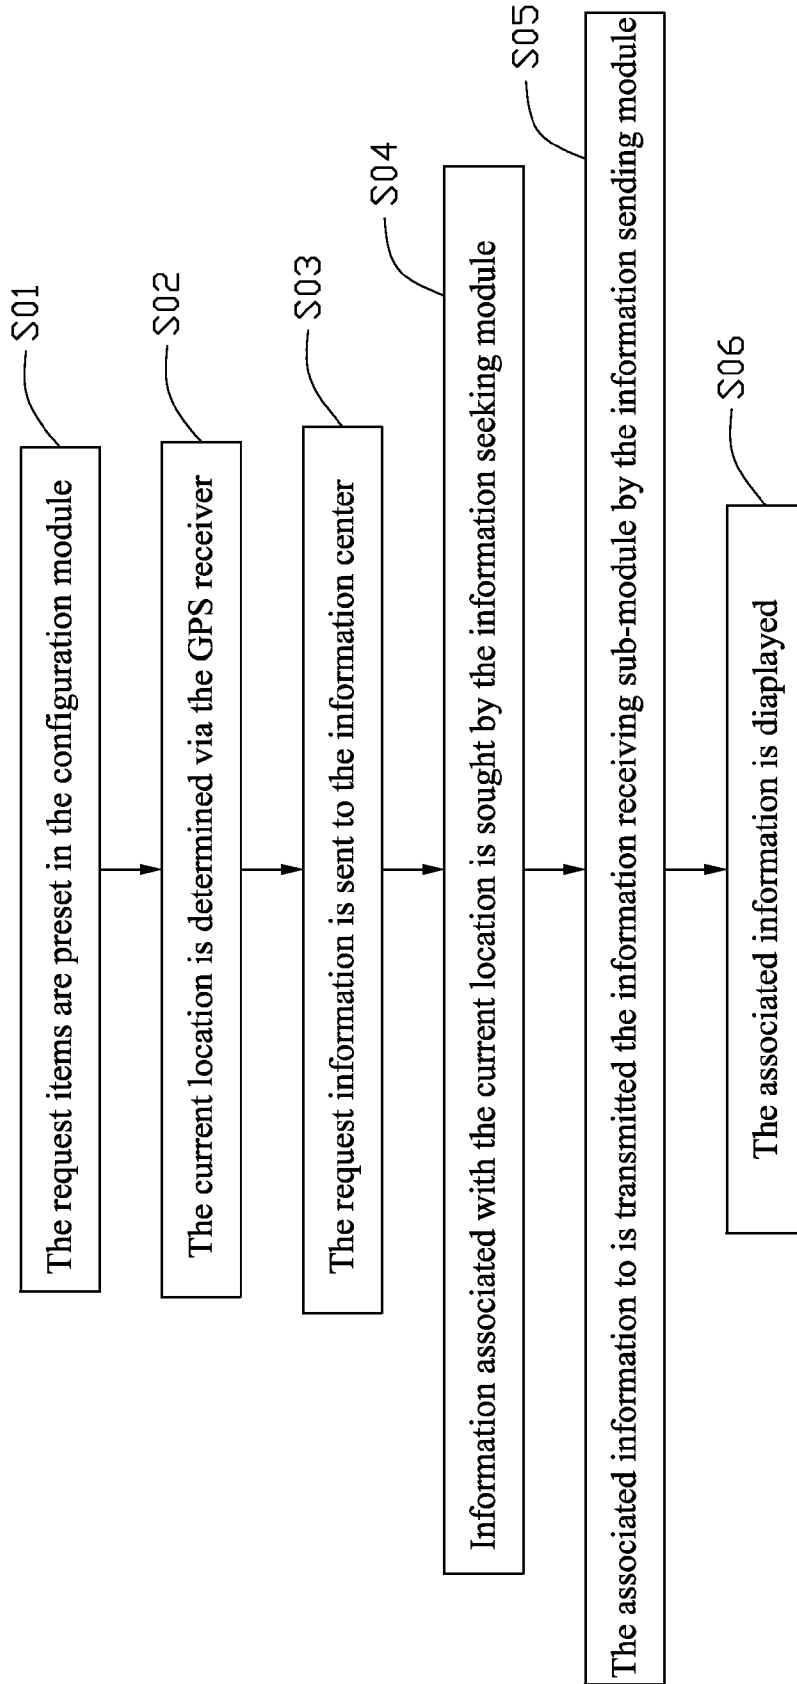 S01
The request items are preset in the configuration module
S02
The current location is determined via the GPS receiver
S03
The request information is sent to the information center
S04
Information associated with the current location is sought by the information seeking module
S05
The associated information to is transmitted the information receiving sub-module by the information sending module
S06
The associated information is diaplayed